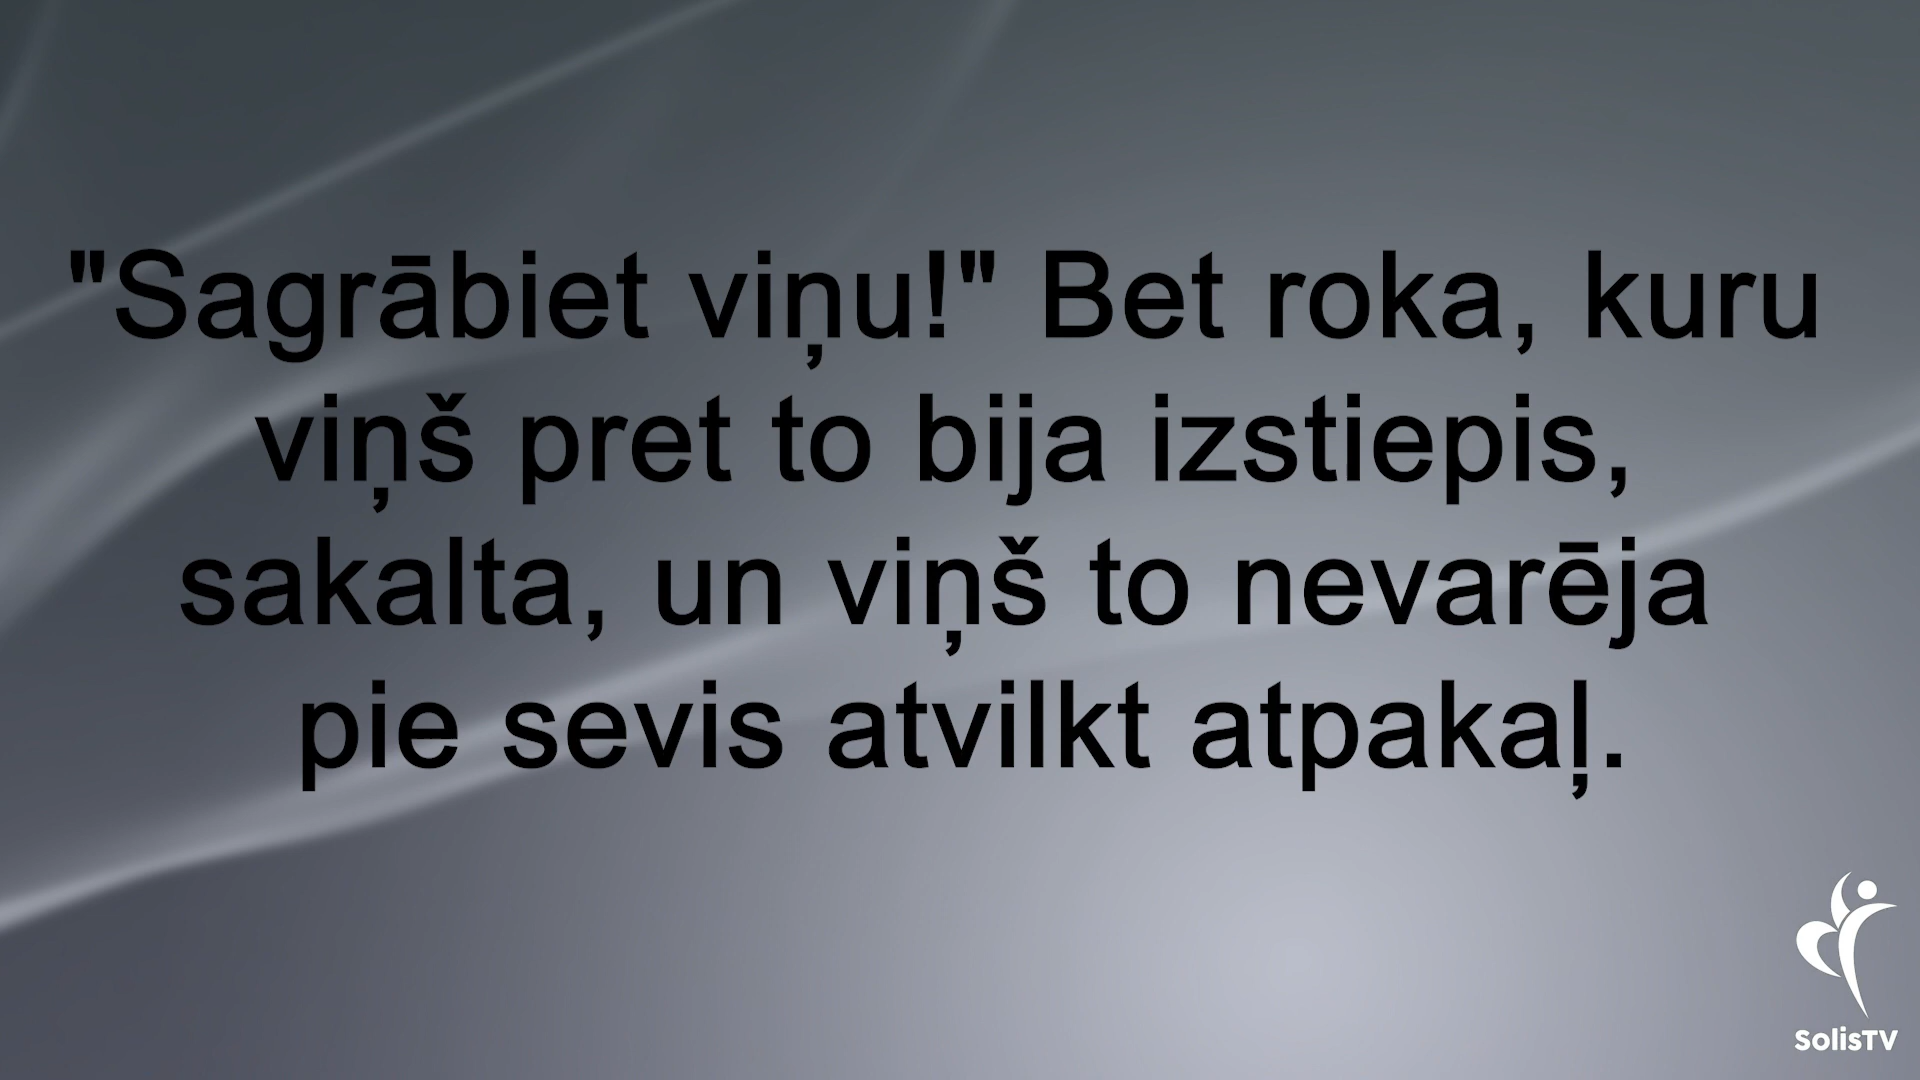 "Sagrābiet viņu!" Bet roka, kuru
viņš pret to bija izstiepis,
sakalta, un viņš to nevarēja
pie sevis atvilkt atpakaļ.
SolisTV